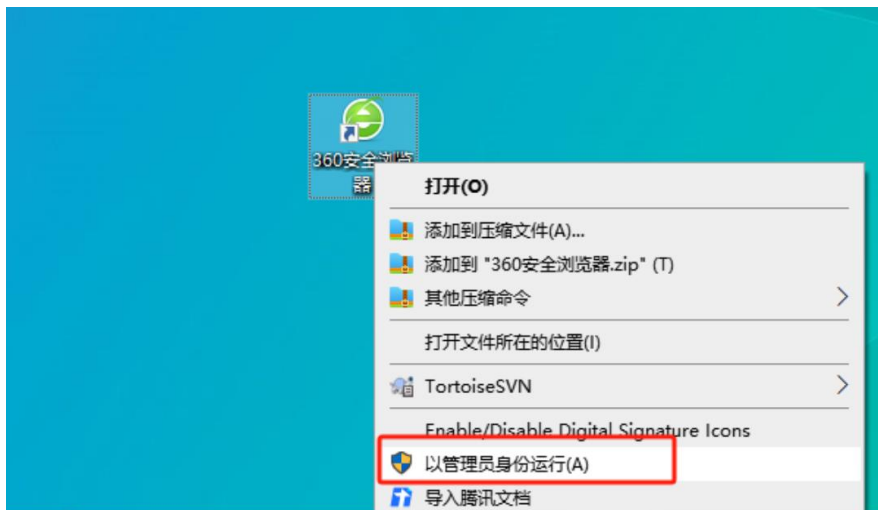 360安全浏览
器
打开(O)
添加到压缩文件(A)...
添加到 "360安全浏览器.zip" (T)
其他压缩命令
打开文件所在的位置(I)
TortoiseSVN
Enable/Disable Digital Signature Icons
以管理员身份运行(A)
导入腾讯文档